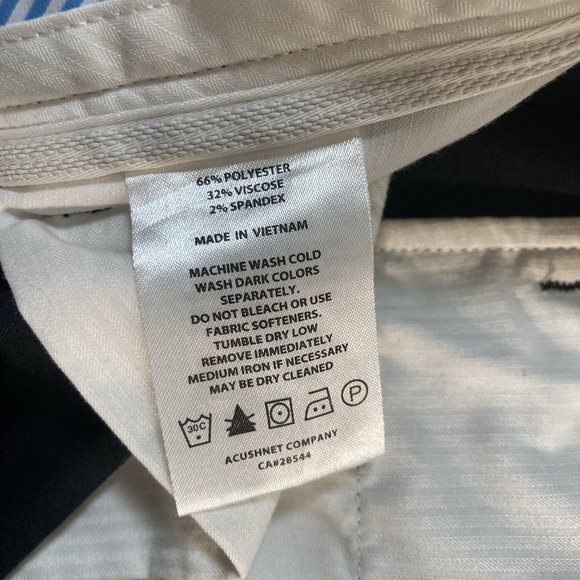 66% POLYESTER
32% VISCOSE
2% SPANDEX
MADE IN VIETNAM
MACHINE WASH COLD
WASH DARK COLORS
SEPARATELY.
DO NOT BLEACH OR USE
FABRIC SOFTENERS.
TUMBLE DRY LOW
REMOVE IMMEDIATELY
MEDIUM IRON IF NECESSARY
MAY BE DRY CLEANED
30C P
ACUSHNET COMPANY
CA#28544